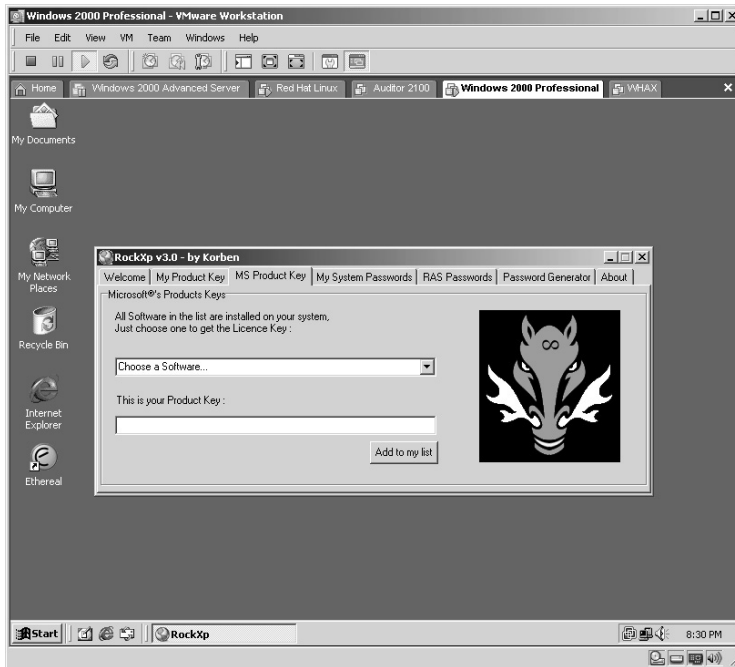 Windows 2000 Professional - VMware Workstation
File Edit View VM Team Windows Help
Home Windows 2000 Advanced Server Red Hat Linux Auditor 2100 Windows 2000 Professional WHAX
My Documents
My Computer
My Network
Places
Recycle Bin
Internet
Explorer
Ethereal
RockXp v3.0 - by Korben
Welcome My Product Key MS Product Key My System Passwords RAS Passwords Password Generator About
Microsoft®'s Products Keys
All Software in the list are installed on your system,
Just choose one to get the Licence Key :
Choose a Software...
This is your Product Key :
Add to my list
Start RockXp 8:30 PM